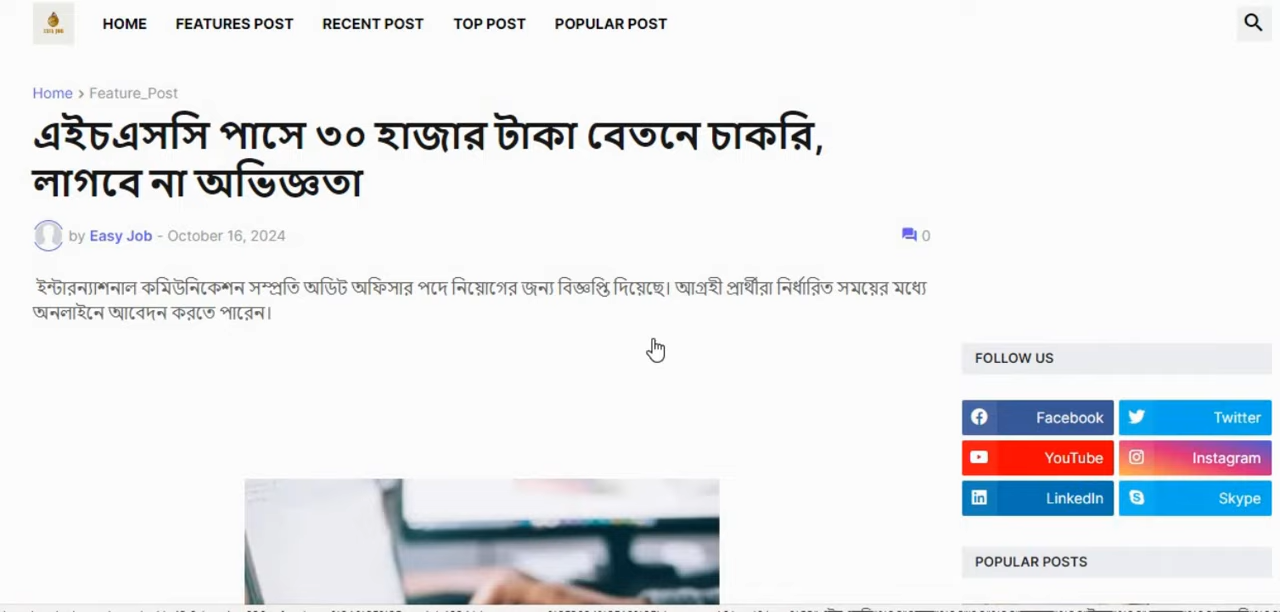 HOME FEATURES POST RECENT POST TOP POST POPULAR POST
Home > Feature_Post
এইচএসসি পাসে ৩০ হাজার টাকা বেতনে চাকরি,
লাগবে না অভিজ্ঞতা
by Easy Job - October 16, 2024
0
ইন্টারন্যাশনাল কমিউনিকেশন সম্প্রতি অডিট অফিসার পদে নিয়োগের জন্য বিজ্ঞপ্তি দিয়েছে। আগ্রহী প্রার্থীরা নির্ধারিত সময়ের মধ্যে
অনলাইনে আবেদন করতে পারেন।
FOLLOW US
Facebook Twitter
YouTube Instagram
LinkedIn Skype
POPULAR POSTS